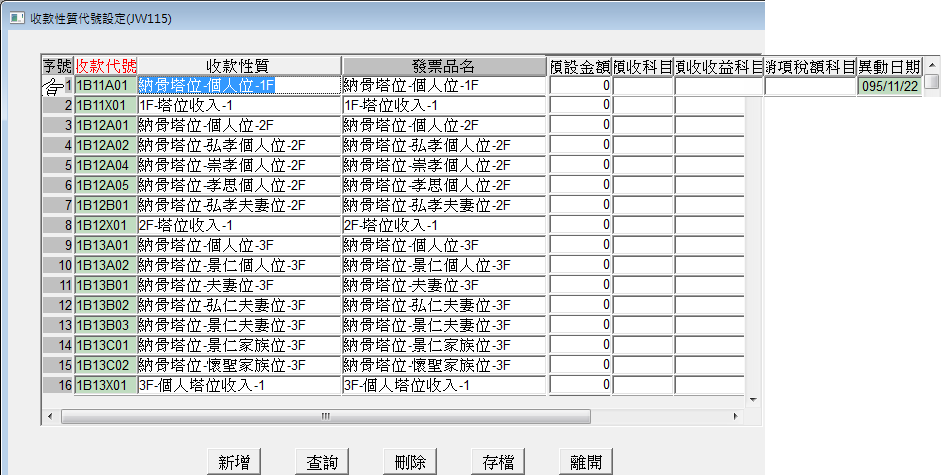 收款性質代號設定(JW115)
序號 收款代號 收款性質 發票品名 預設金額 預收科目 預收收益科目 銷項稅額科目 異動日期
1 1B11A01 納骨塔位-個人位-1F 納骨塔位-個人位-1F 0 095/11/22
2 1B11X01 1F-塔位收入-1 1F-塔位收入-1 0
3 1B12A01 納骨塔位-個人位-2F 納骨塔位-個人位-2F 0
4 1B12A02 納骨塔位-弘孝個人位-2F 納骨塔位-弘孝個人位-2F 0
5 1B12A04 納骨塔位-崇孝個人位-2F 納骨塔位-崇孝個人位-2F 0
6 1B12A05 納骨塔位-孝思個人位-2F 納骨塔位-孝思個人位-2F 0
7 1B12B01 納骨塔位-弘孝夫妻位-2F 納骨塔位-弘孝夫妻位-2F 0
8 1B12X01 2F-塔位收入-1 2F-塔位收入-1 0
9 1B13A01 納骨塔位-個人位-3F 納骨塔位-個人位-3F 0
10 1B13A02 納骨塔位-景仁個人位-3F 納骨塔位-景仁個人位-3F 0
11 1B13B01 納骨塔位-夫妻位-3F 納骨塔位-夫妻位-3F 0
12 1B13B02 納骨塔位-弘仁夫妻位-3F 納骨塔位-弘仁夫妻位-3F 0
13 1B13B03 納骨塔位-景仁夫妻位-3F 納骨塔位-景仁夫妻位-3F 0
14 1B13C01 納骨塔位-景仁家族位-3F 納骨塔位-景仁家族位-3F 0
15 1B13C02 納骨塔位-懷聖家族位-3F 納骨塔位-懷聖家族位-3F 0
16 1B13X01 3F-個人塔位收入-1 3F-個人塔位收入-1 0
新增 查詢 刪除 存檔 離開